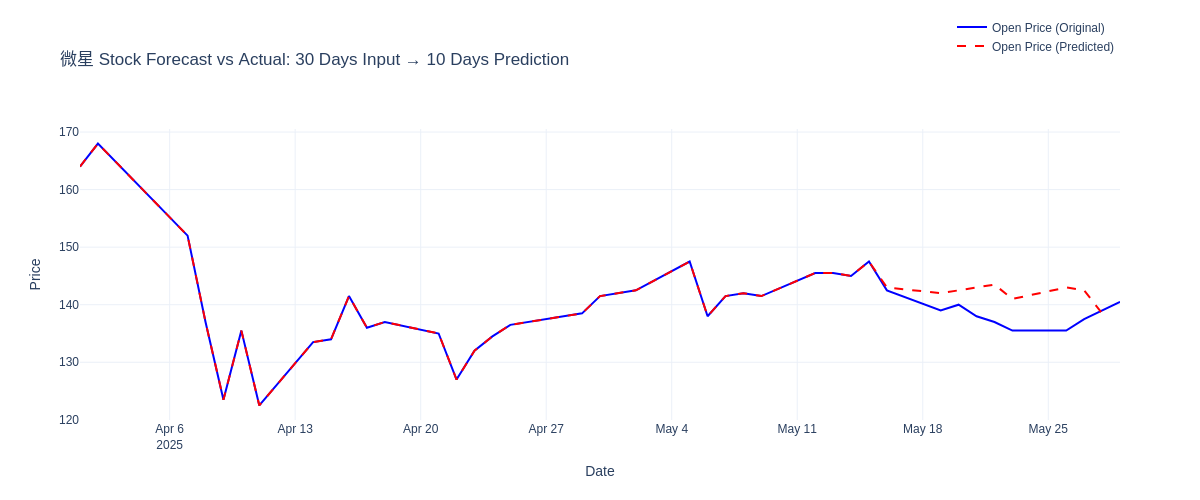 Open Price (Original)
Open Price (Predicted)
微星 Stock Forecast vs Actual: 30 Days Input → 10 Days Prediction
170
160
150
140
130
120
Price
Apr 6
2025
Apr 13
Apr 20
Apr 27
May 4
May 11
May 18
May 25
Date